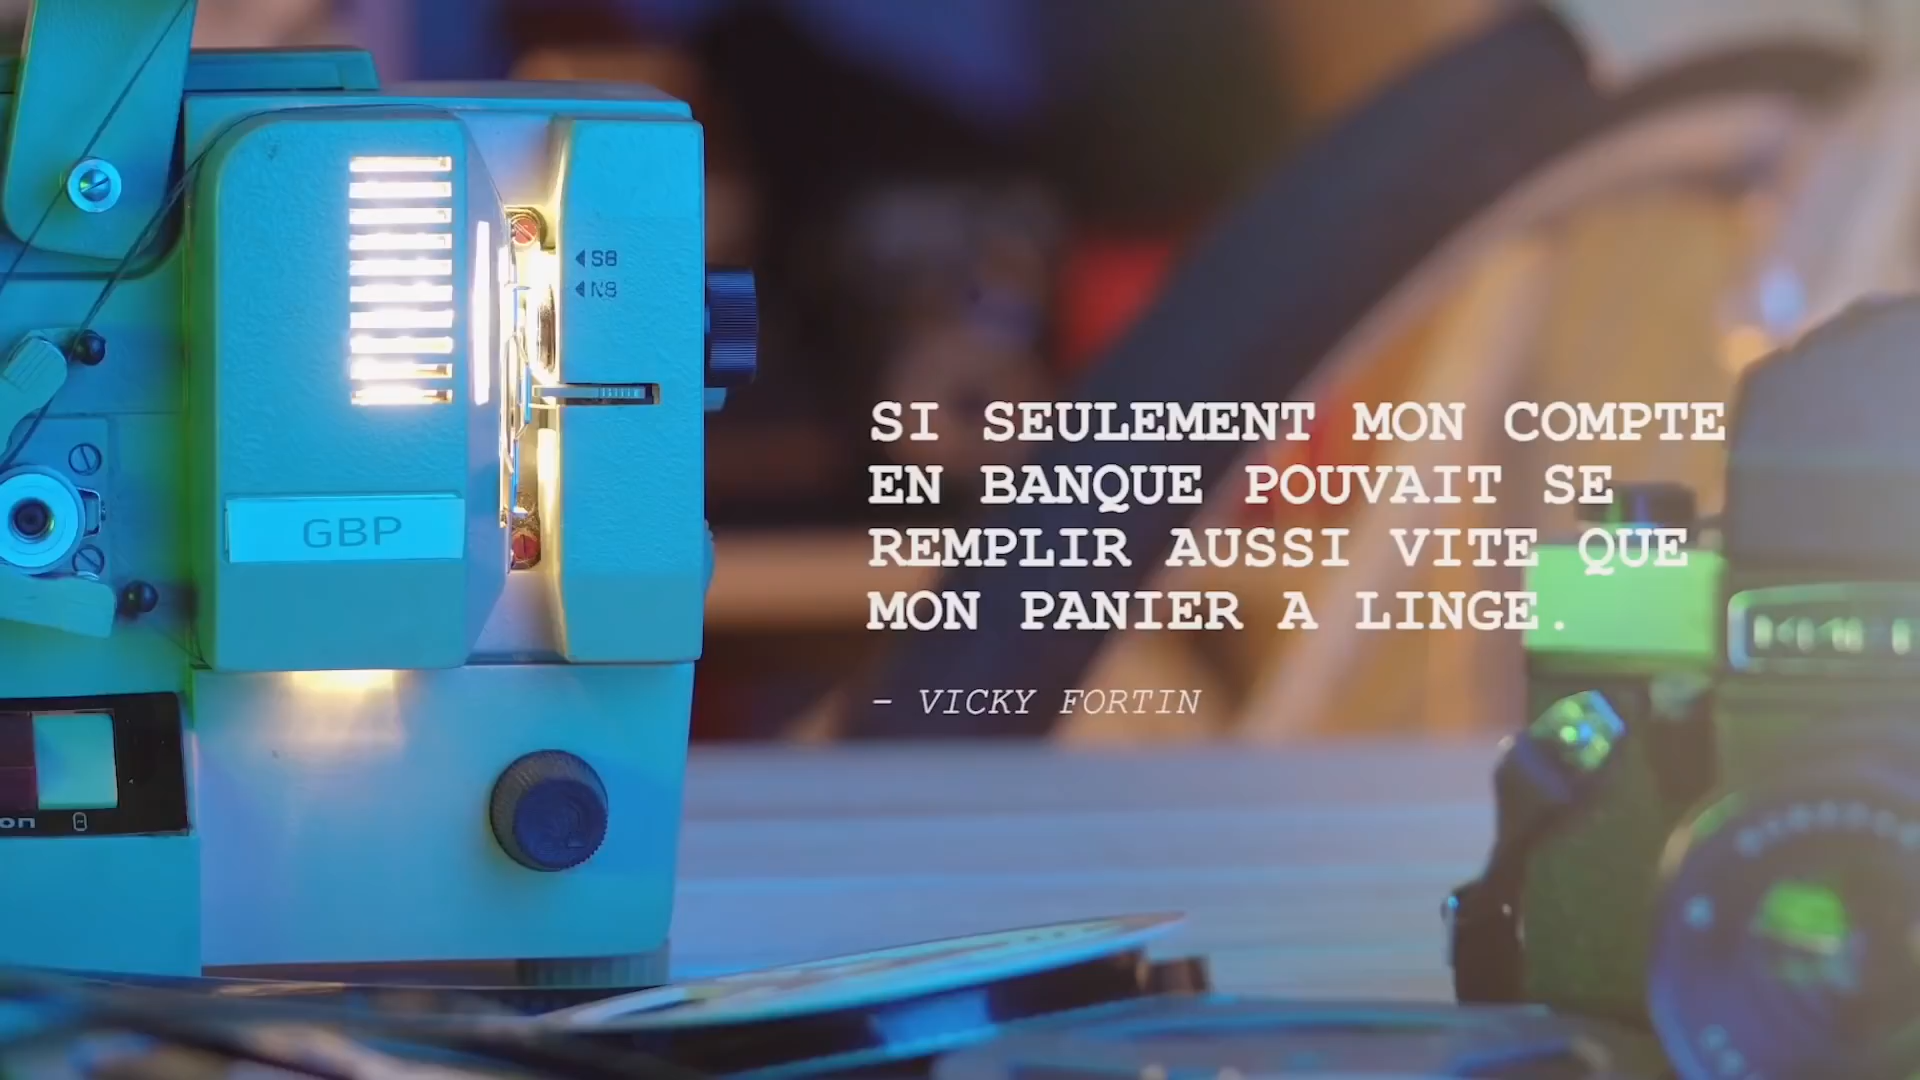 S8
N8
GBP
on
SI SEULEMENT MON COMPTE
EN BANQUE POUVAIT SE
REMPLIR AUSSI VITE QUE
MON PANIER A LINGE.
- VICKY FORTIN